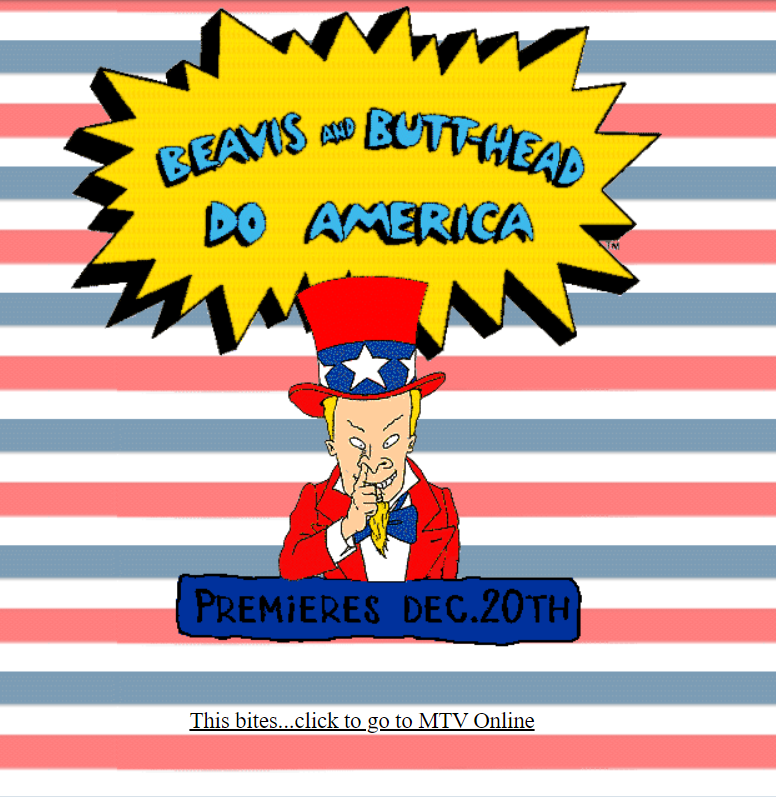 BEAVIS AND BUTT-HEAD
DO AMERICA
TM
PREMiERES DEC.20TH
This bites...click to go to MTV Online